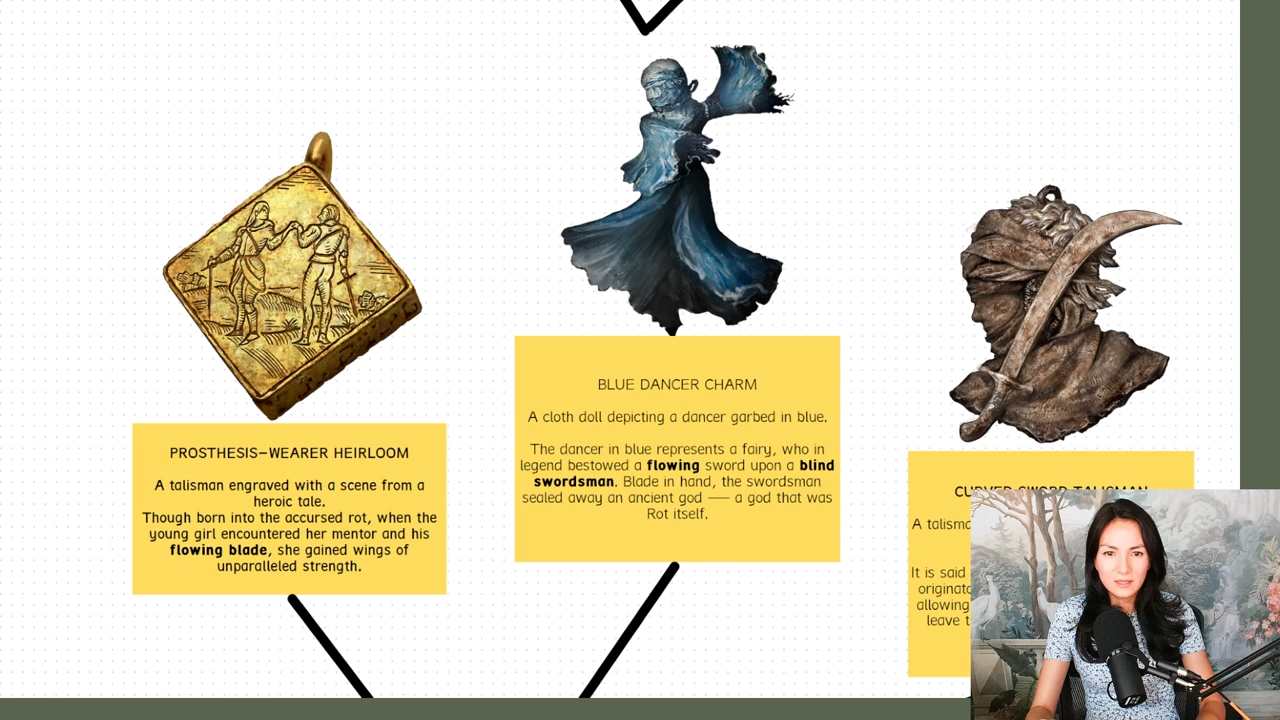 PROSTHESIS-WEARER HEIRLOOM
A talisman engraved with a scene from a
heroic tale.
Though born into the accursed rot, when the
young girl encountered her mentor and his
flowing blade, she gained wings of
unparalleled strength.
BLUE DANCER CHARM
A cloth doll depicting a dancer garbed in blue.
The dancer in blue represents a fairy, who in
legend bestowed a flowing sword upon a blind
swordsman. Blade in hand, the swordsman
sealed away an ancient god — a god that was
Rot itself.
CURVED SWORD TALISMAN
A talisma
It is said
originato
allowing
leave t